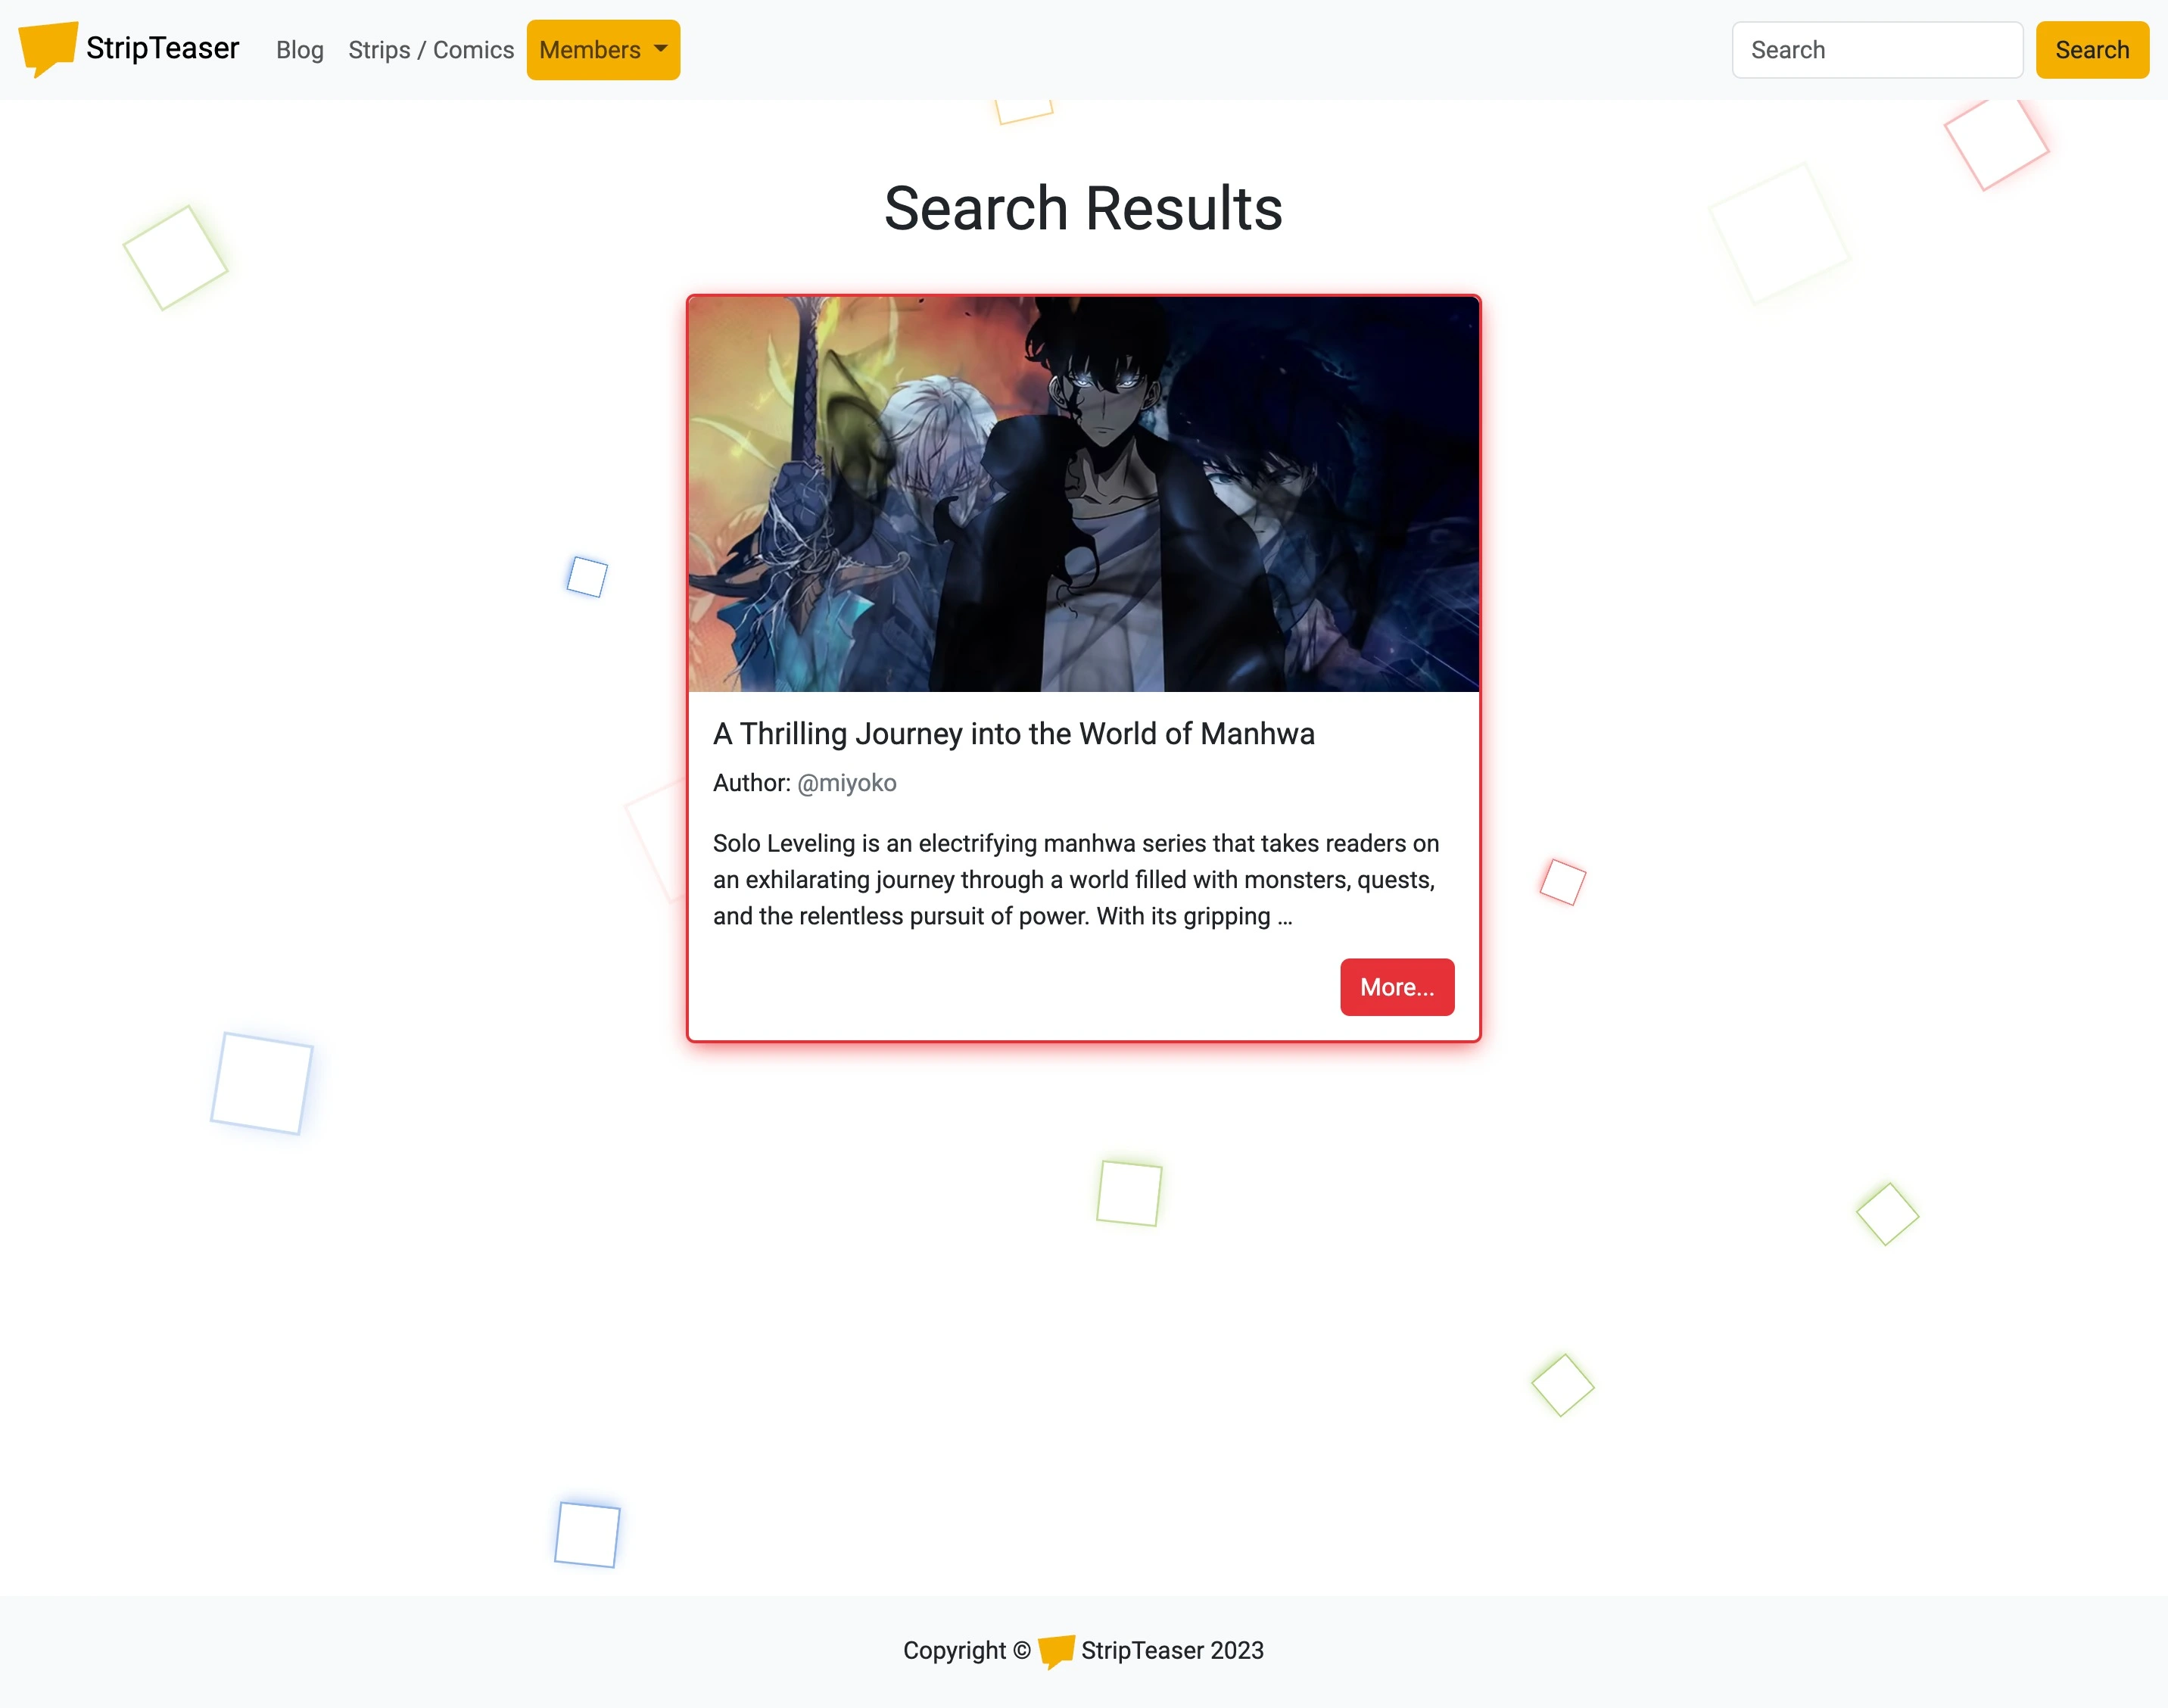 StripTeaser
Blog
Strips / Comics
Members
Search
Search
Search Results
A Thrilling Journey into the World of Manhwa
Author: @miyoko
Solo Leveling is an electrifying manhwa series that takes readers on
an exhilarating journey through a world filled with monsters, quests,
and the relentless pursuit of power. With its gripping ...
More...
Copyright © StripTeaser 2023